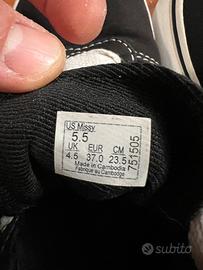 US Missy
5.5
UK EUR CM
4.5 37.0 23.5
Made in Cambodia
Fabriqué au Cambodge
751505
subito